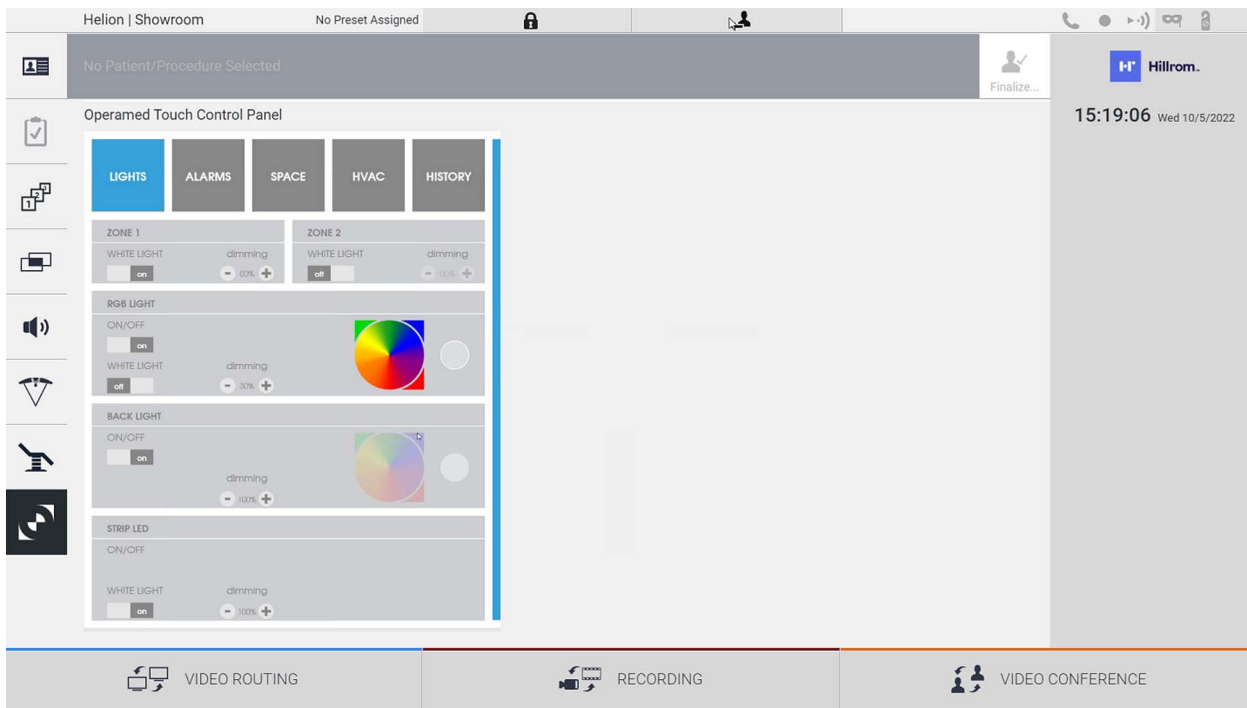 Helion | Showroom
No Preset Assigned
No Patient/Procedure Selected
Finalize...
Hillrom™
15:19:06 Wed 10/5/2022
Operamed Touch Control Panel
LIGHTS
ALARMS
SPACE
HVAC
HISTORY
ZONE 1
WHITE LIGHT
dimming
on
ZONE 2
WHITE LIGHT
dimming
off
RGB LIGHT
ON/OFF
on
WHITE LIGHT
dimming
off
30%
BACK LIGHT
ON/OFF
on
dimming
100%
STRIP LED
ON/OFF
WHITE LIGHT
dimming
on
100%
VIDEO ROUTING
RECORDING
VIDEO CONFERENCE